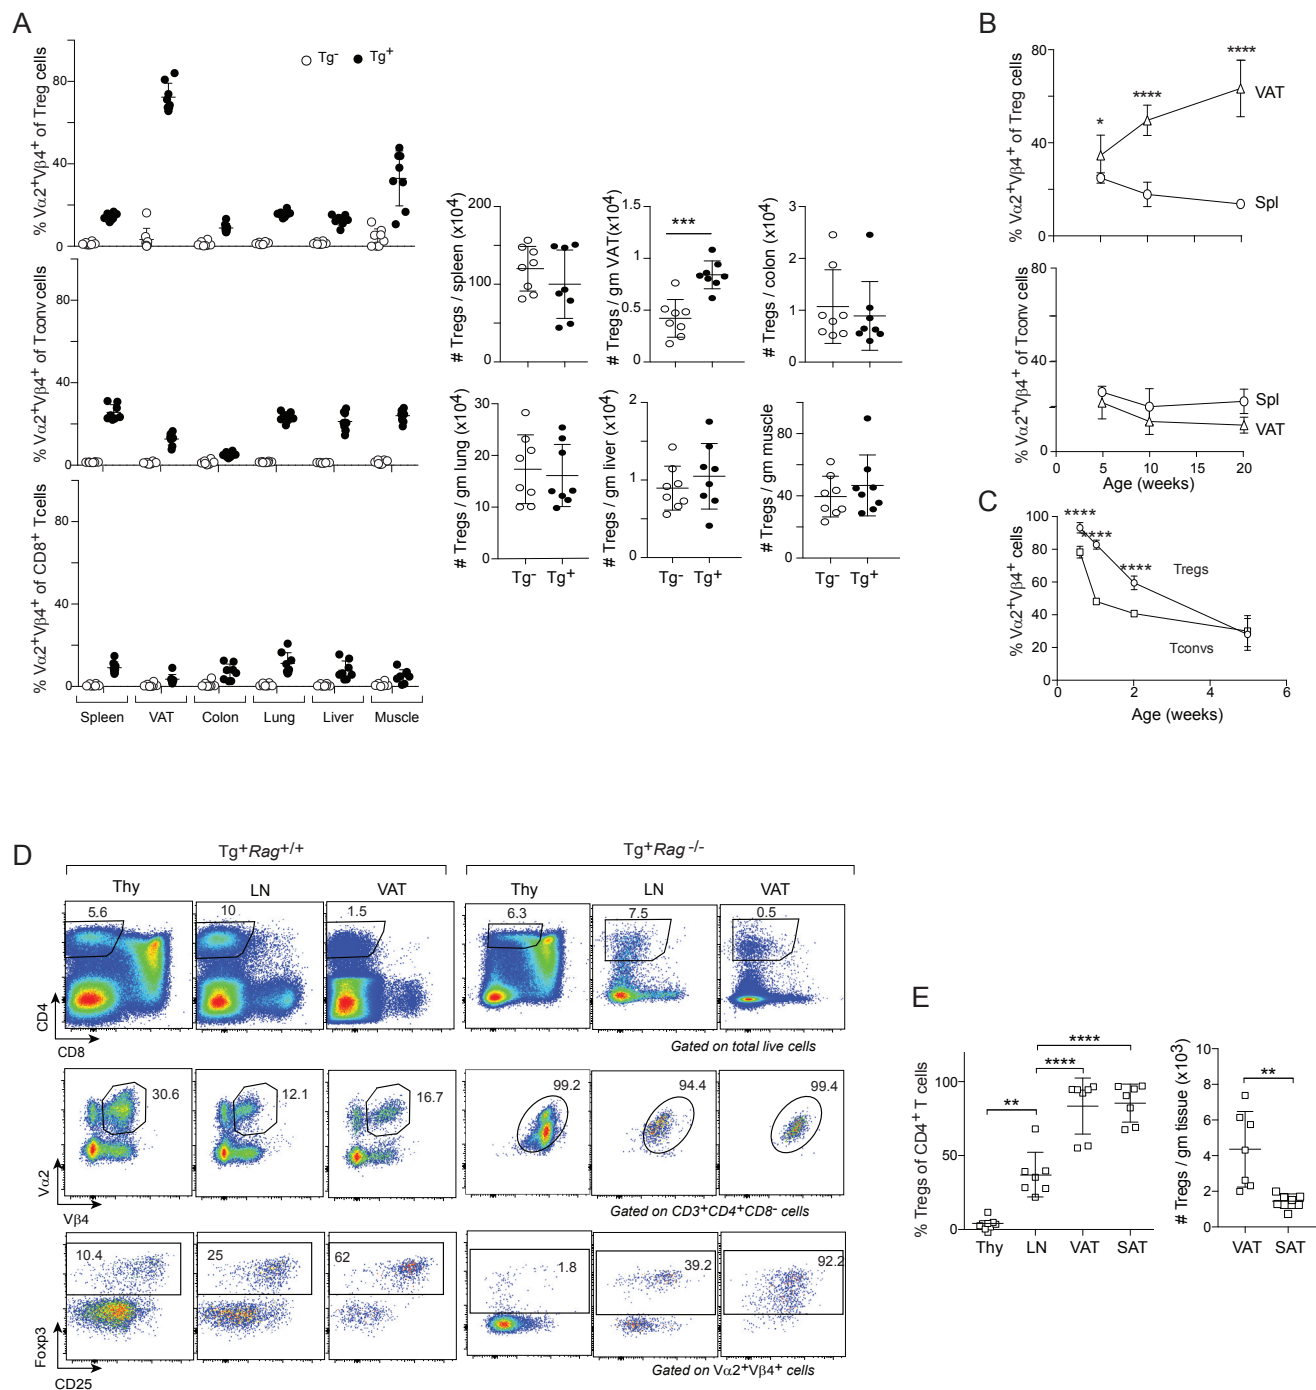 A
Tg-
Tg+
% Vα2+Vβ4+ of Treg cells
80
40
0
% Vα2+Vβ4+ of Tconv cells
80
40
0
% Vα2+Vβ4+ of CD8+ Tcells
80
40
0
Spleen
VAT
Colon
Lung
Liver
Muscle
# Tregs / spleen (x10⁴)
200
100
0
# Tregs / gm VAT (x10⁴)
1.5
1
0.5
0
***
# Tregs / colon (x10⁴)
3
2
1
0
# Tregs / gm lung (x10⁴)
30
20
10
0
Tg-
Tg+
# Tregs / gm liver (x10⁴)
2
1
0
Tg-
Tg+
# Tregs / gm muscle
80
40
0
Tg-
Tg+
B
% Vα2+Vβ4+ of Treg cells
80
40
0
*
****
****
VAT
Spl
% Vα2+Vβ4+ of Tconv cells
80
40
0
Spl
VAT
0
5
10
15
20
Age (weeks)
C
% Vα2+Vβ4+ cells
100
80
60
40
20
0
****
****
****
Tregs
Tconvs
0
2
4
6
Age (weeks)
D
Tg+Rag+/+
Tg+Rag-/-
Thy
LN
VAT
Thy
LN
VAT
5.6
10
1.5
6.3
7.5
0.5
CD4
CD8
Gated on total live cells
30.6
12.1
16.7
99.2
94.4
99.4
Vα2
Vβ4
Gated on CD3+CD4+CD8- cells
10.4
25
62
1.8
39.2
92.2
Foxp3
CD25
Gated on Vα2+Vβ4+ cells
E
% Tregs of CD4+ T cells
100
50
0
**
****
****
Thy
LN
VAT
SAT
# Tregs / gm tissue (x10³)
10
8
6
4
2
0
**
VAT
SAT